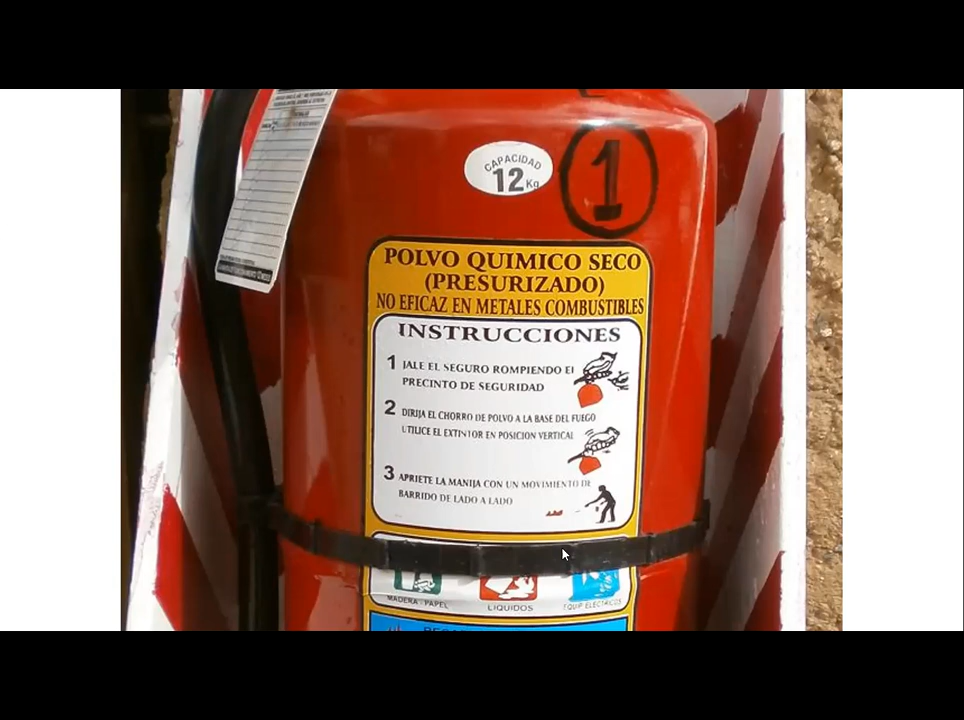 CAPACIDAD
12 Kg
1
POLVO QUIMICO SECO
(PRESURIZADO)
NO EFICAZ EN METALES COMBUSTIBLES
INSTRUCCIONES
1 JALE EL SEGURO ROMPIENDO El
PRECINTO DE SEGURIDAD
2 DIRIJA EL CHORRO DE POLVO A LA BASE DEL FUEGO
UTILICE EL EXTINTOR EN POSICION VERTICAL
3 APRIETE LA MANIJA CON UN MOVIMIENTO DE
BARRIDO DE LADO A LADO
MADERA - PAPEL
LIQUIDOS
EQUIP ELECTRICOS